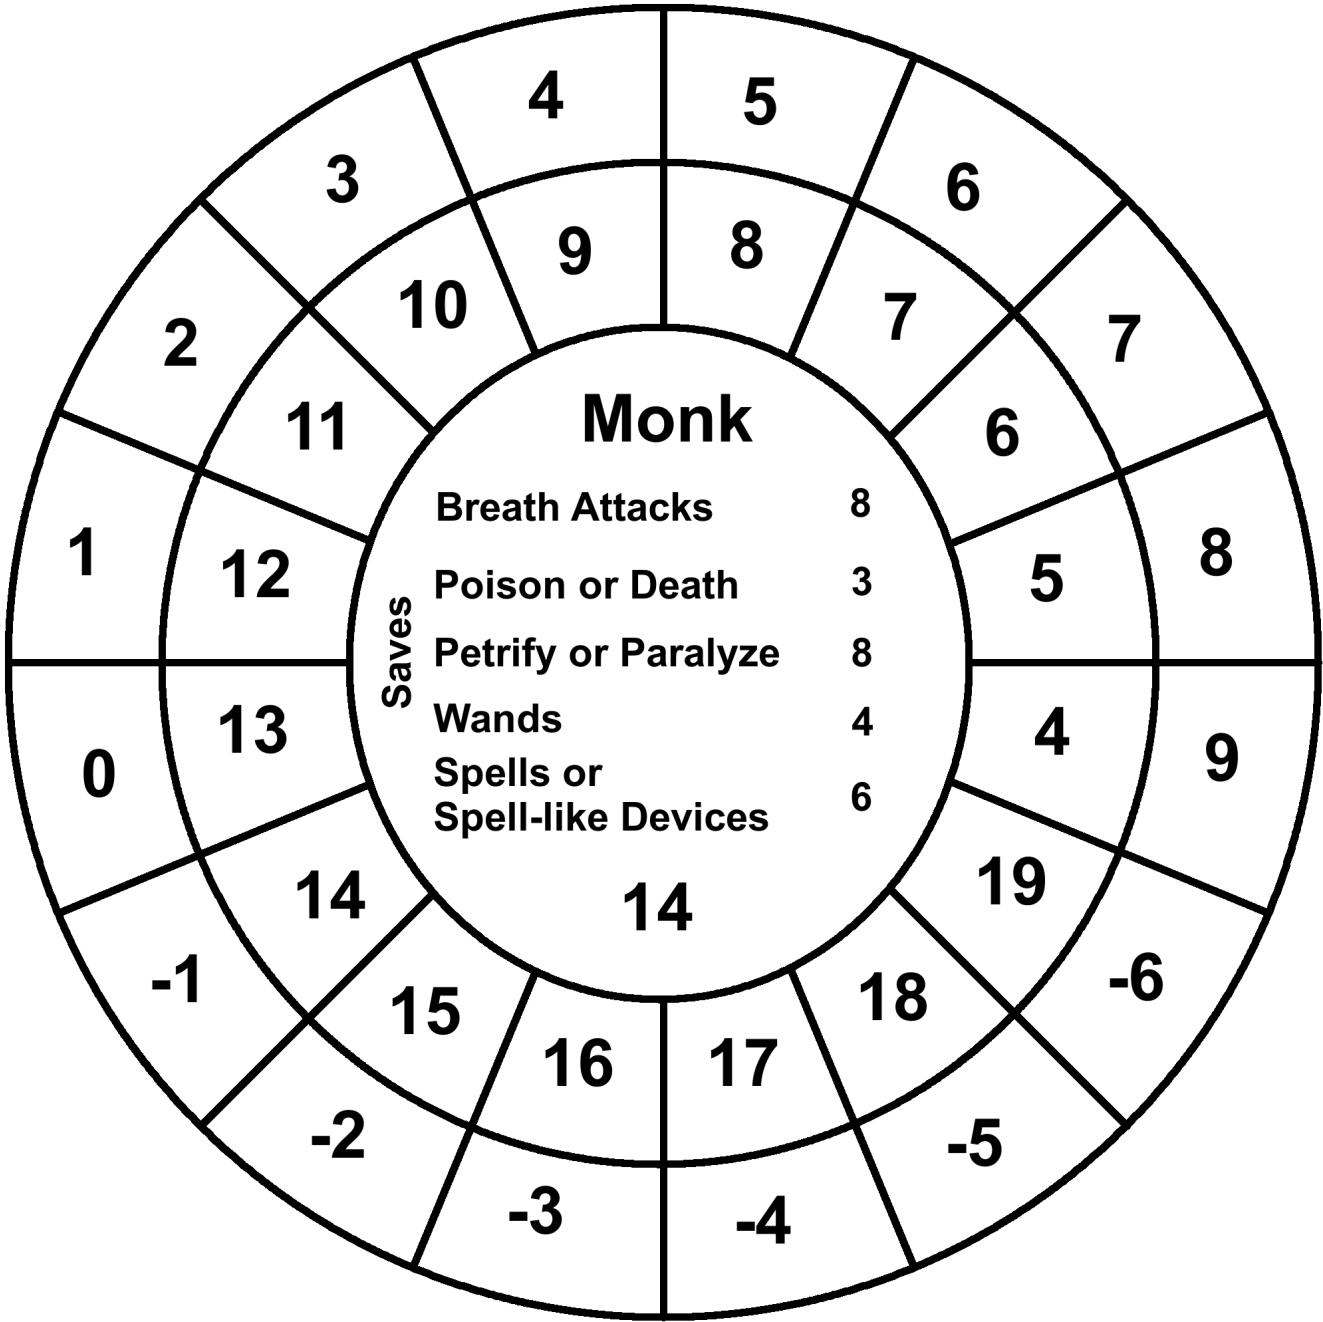 4 5
3 6
9 8
10 7
2 7
11 6
Monk
Breath Attacks 8
1 8
12 5
Poison or Death 3
Saves
Petrify or Paralyze 8
Wands 4
13 4
0 9
Spells or
Spell-like Devices 6
14 19
14
-1 -6
15 18
16 17
-2 -5
-3 -4